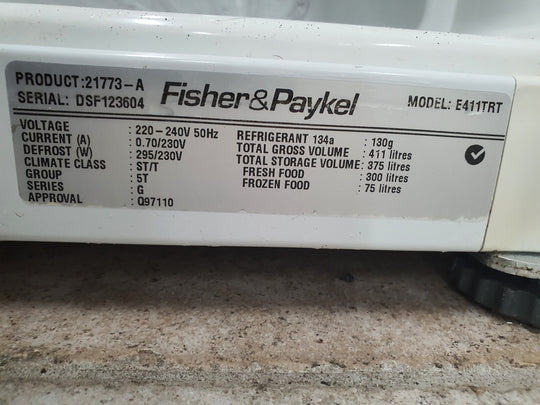 PRODUCT:21773-A
SERIAL: DSF123604
Fisher&Paykel
MODEL: E411TRT
VOLTAGE : 220-240V 50Hz
CURRENT (A) : 0.70/230V
DEFROST (W) : 295/230V
CLIMATE CLASS : ST/T
GROUP : 5T
SERIES : G
APPROVAL : Q97110
REFRIGERANT 134a : 130g
TOTAL GROSS VOLUME : 411 litres
TOTAL STORAGE VOLUME : 375 litres
FRESH FOOD : 300 litres
FROZEN FOOD : 75 litres